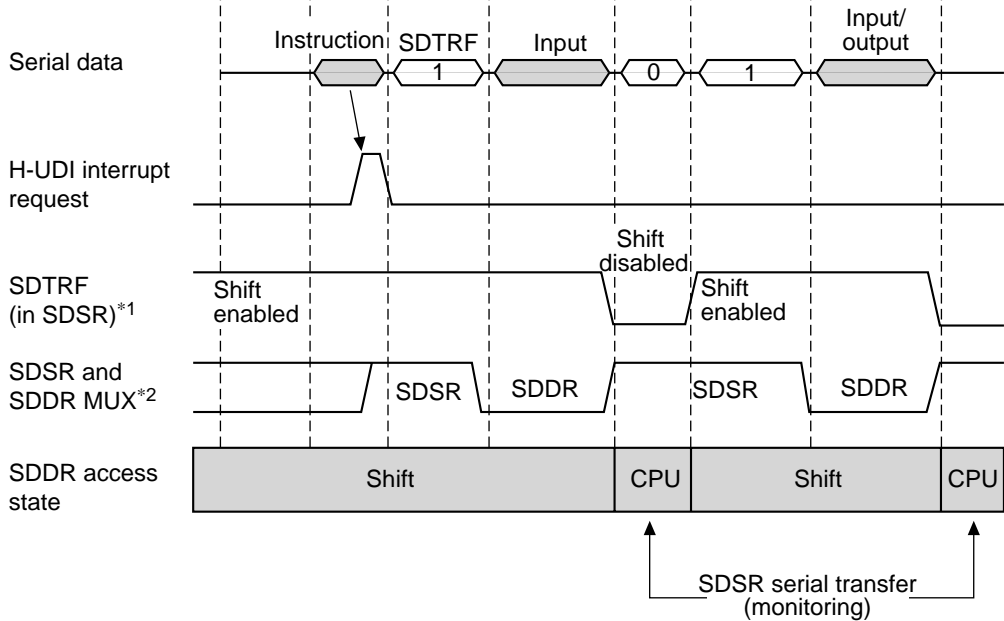 Serial data
Instruction
SDTRF
Input
Input/
output
1
0
1
H-UDI interrupt
request
SDTRF
(in SDSR)*1
Shift
enabled
Shift
disabled
Shift
enabled
SDSR and
SDDR MUX*2
SDSR
SDDR
SDSR
SDDR
SDDR access
state
Shift
CPU
Shift
CPU
SDSR serial transfer
(monitoring)